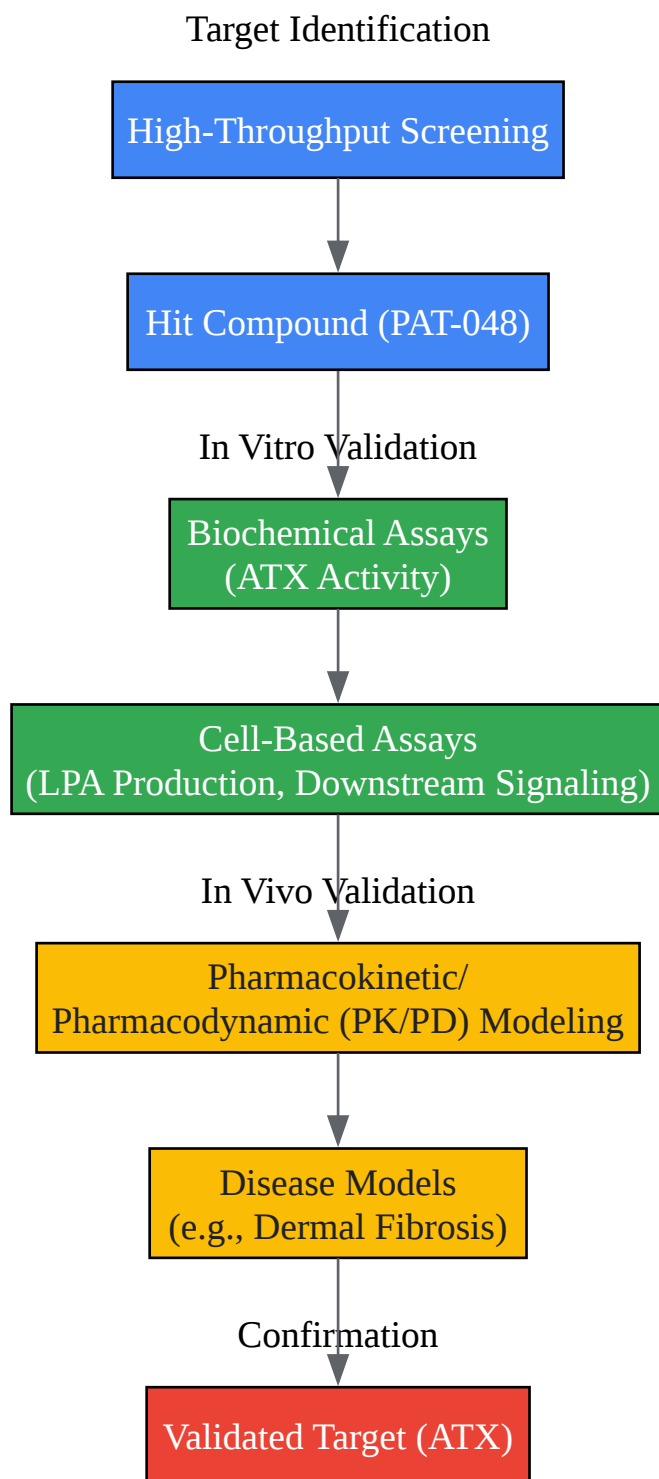 Target Identification
High-Throughput Screening
Hit Compound (PAT-048)
In Vitro Validation
Biochemical Assays
(ATX Activity)
Cell-Based Assays
(LPA Production, Downstream Signaling)
In Vivo Validation
Pharmacokinetic/
Pharmacodynamic (PK/PD) Modeling
Disease Models
(e.g., Dermal Fibrosis)
Confirmation
Validated Target (ATX)